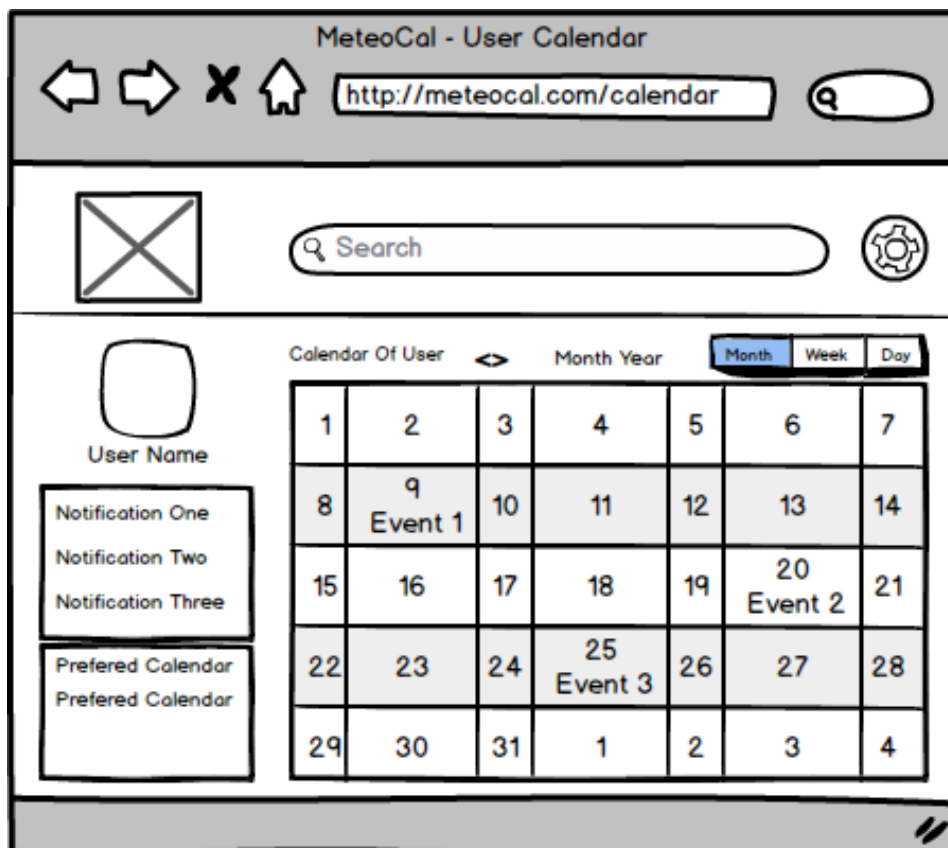 MeteoCal - User Calendar
http://meteocal.com/calendar
Search
Calendar Of User <> Month Year Month Week Day
User Name
Notification One
Notification Two
Notification Three
Prefered Calendar
Prefered Calendar
1 2 3 4 5 6 7
8 9 10 11 12 13 14
Event 1
15 16 17 18 19 20 21
Event 2
22 23 24 25 26 27 28
Event 3
29 30 31 1 2 3 4